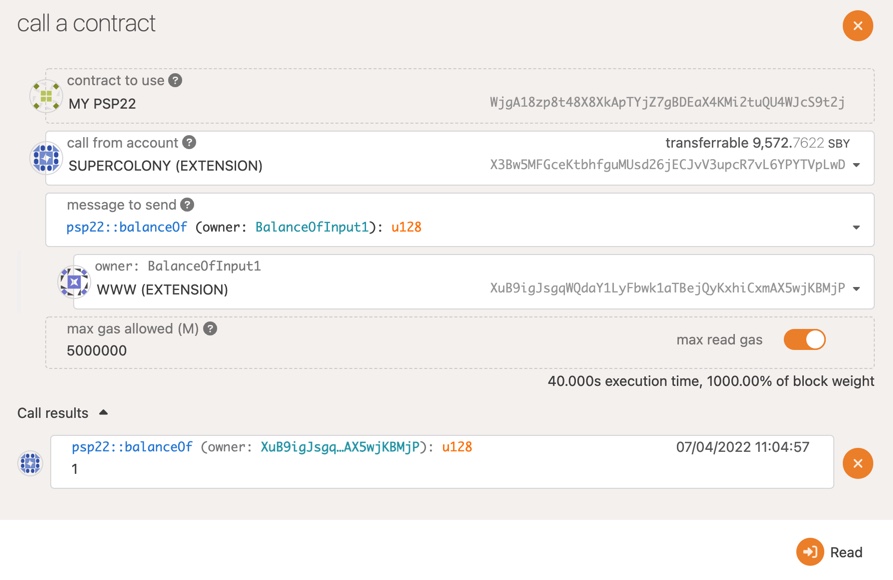 call a contract
contract to use ?
MY PSP22 WjgA18zp8t48X8XkApTYjZ7gBDEaX4KMi2tuQU4WJcS9t2j
call from account ? transferrable 9,572.7622 SBY
SUPERCOLONY (EXTENSION) X3Bw5MFGceKtbhfguMUsd26jECJvV3upcR7vL6YPYTVpLwD
message to send ?
psp22::balanceOf (owner: BalanceOfInput1): u128
owner: BalanceOfInput1
WWW (EXTENSION) XuB9igJsgqWQdaY1LyFbwk1aTBejQyKxhiCxmAX5wjKBMjP
max gas allowed (M) ?
5000000 max read gas
40.000s execution time, 1000.00% of block weight
Call results
psp22::balanceOf (owner: XuB9igJsgq…AX5wjKBMjP): u128 07/04/2022 11:04:57
1
Read